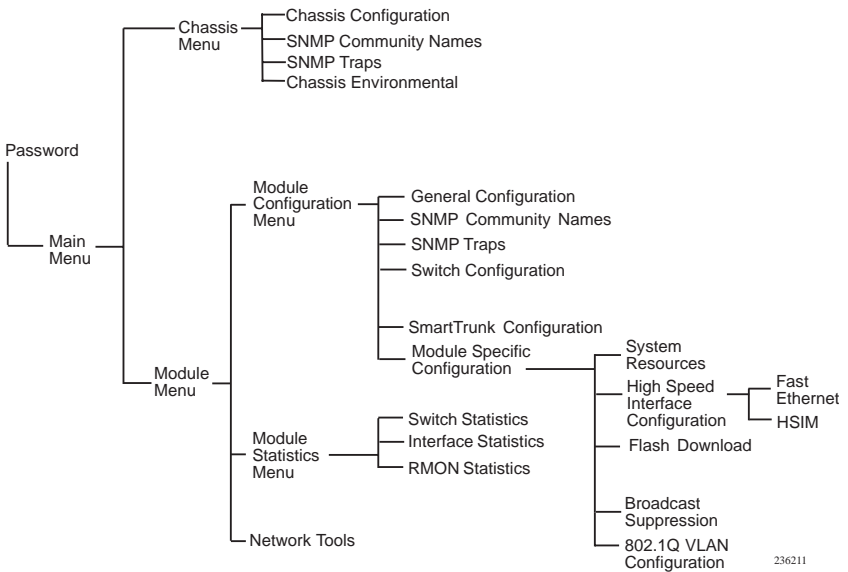 Password
Main
Menu
Chassis
Menu
Chassis Configuration
SNMP Community Names
SNMP Traps
Chassis Environmental
Module
Menu
Module
Configuration
Menu
General Configuration
SNMP Community Names
SNMP Traps
Switch Configuration
SmartTrunk Configuration
Module Specific
Configuration
System
Resources
High Speed
Interface
Configuration
Fast
Ethernet
HSIM
Flash Download
Broadcast
Suppression
802.1Q VLAN
Configuration
Module
Statistics
Menu
Switch Statistics
Interface Statistics
RMON Statistics
Network Tools
236211